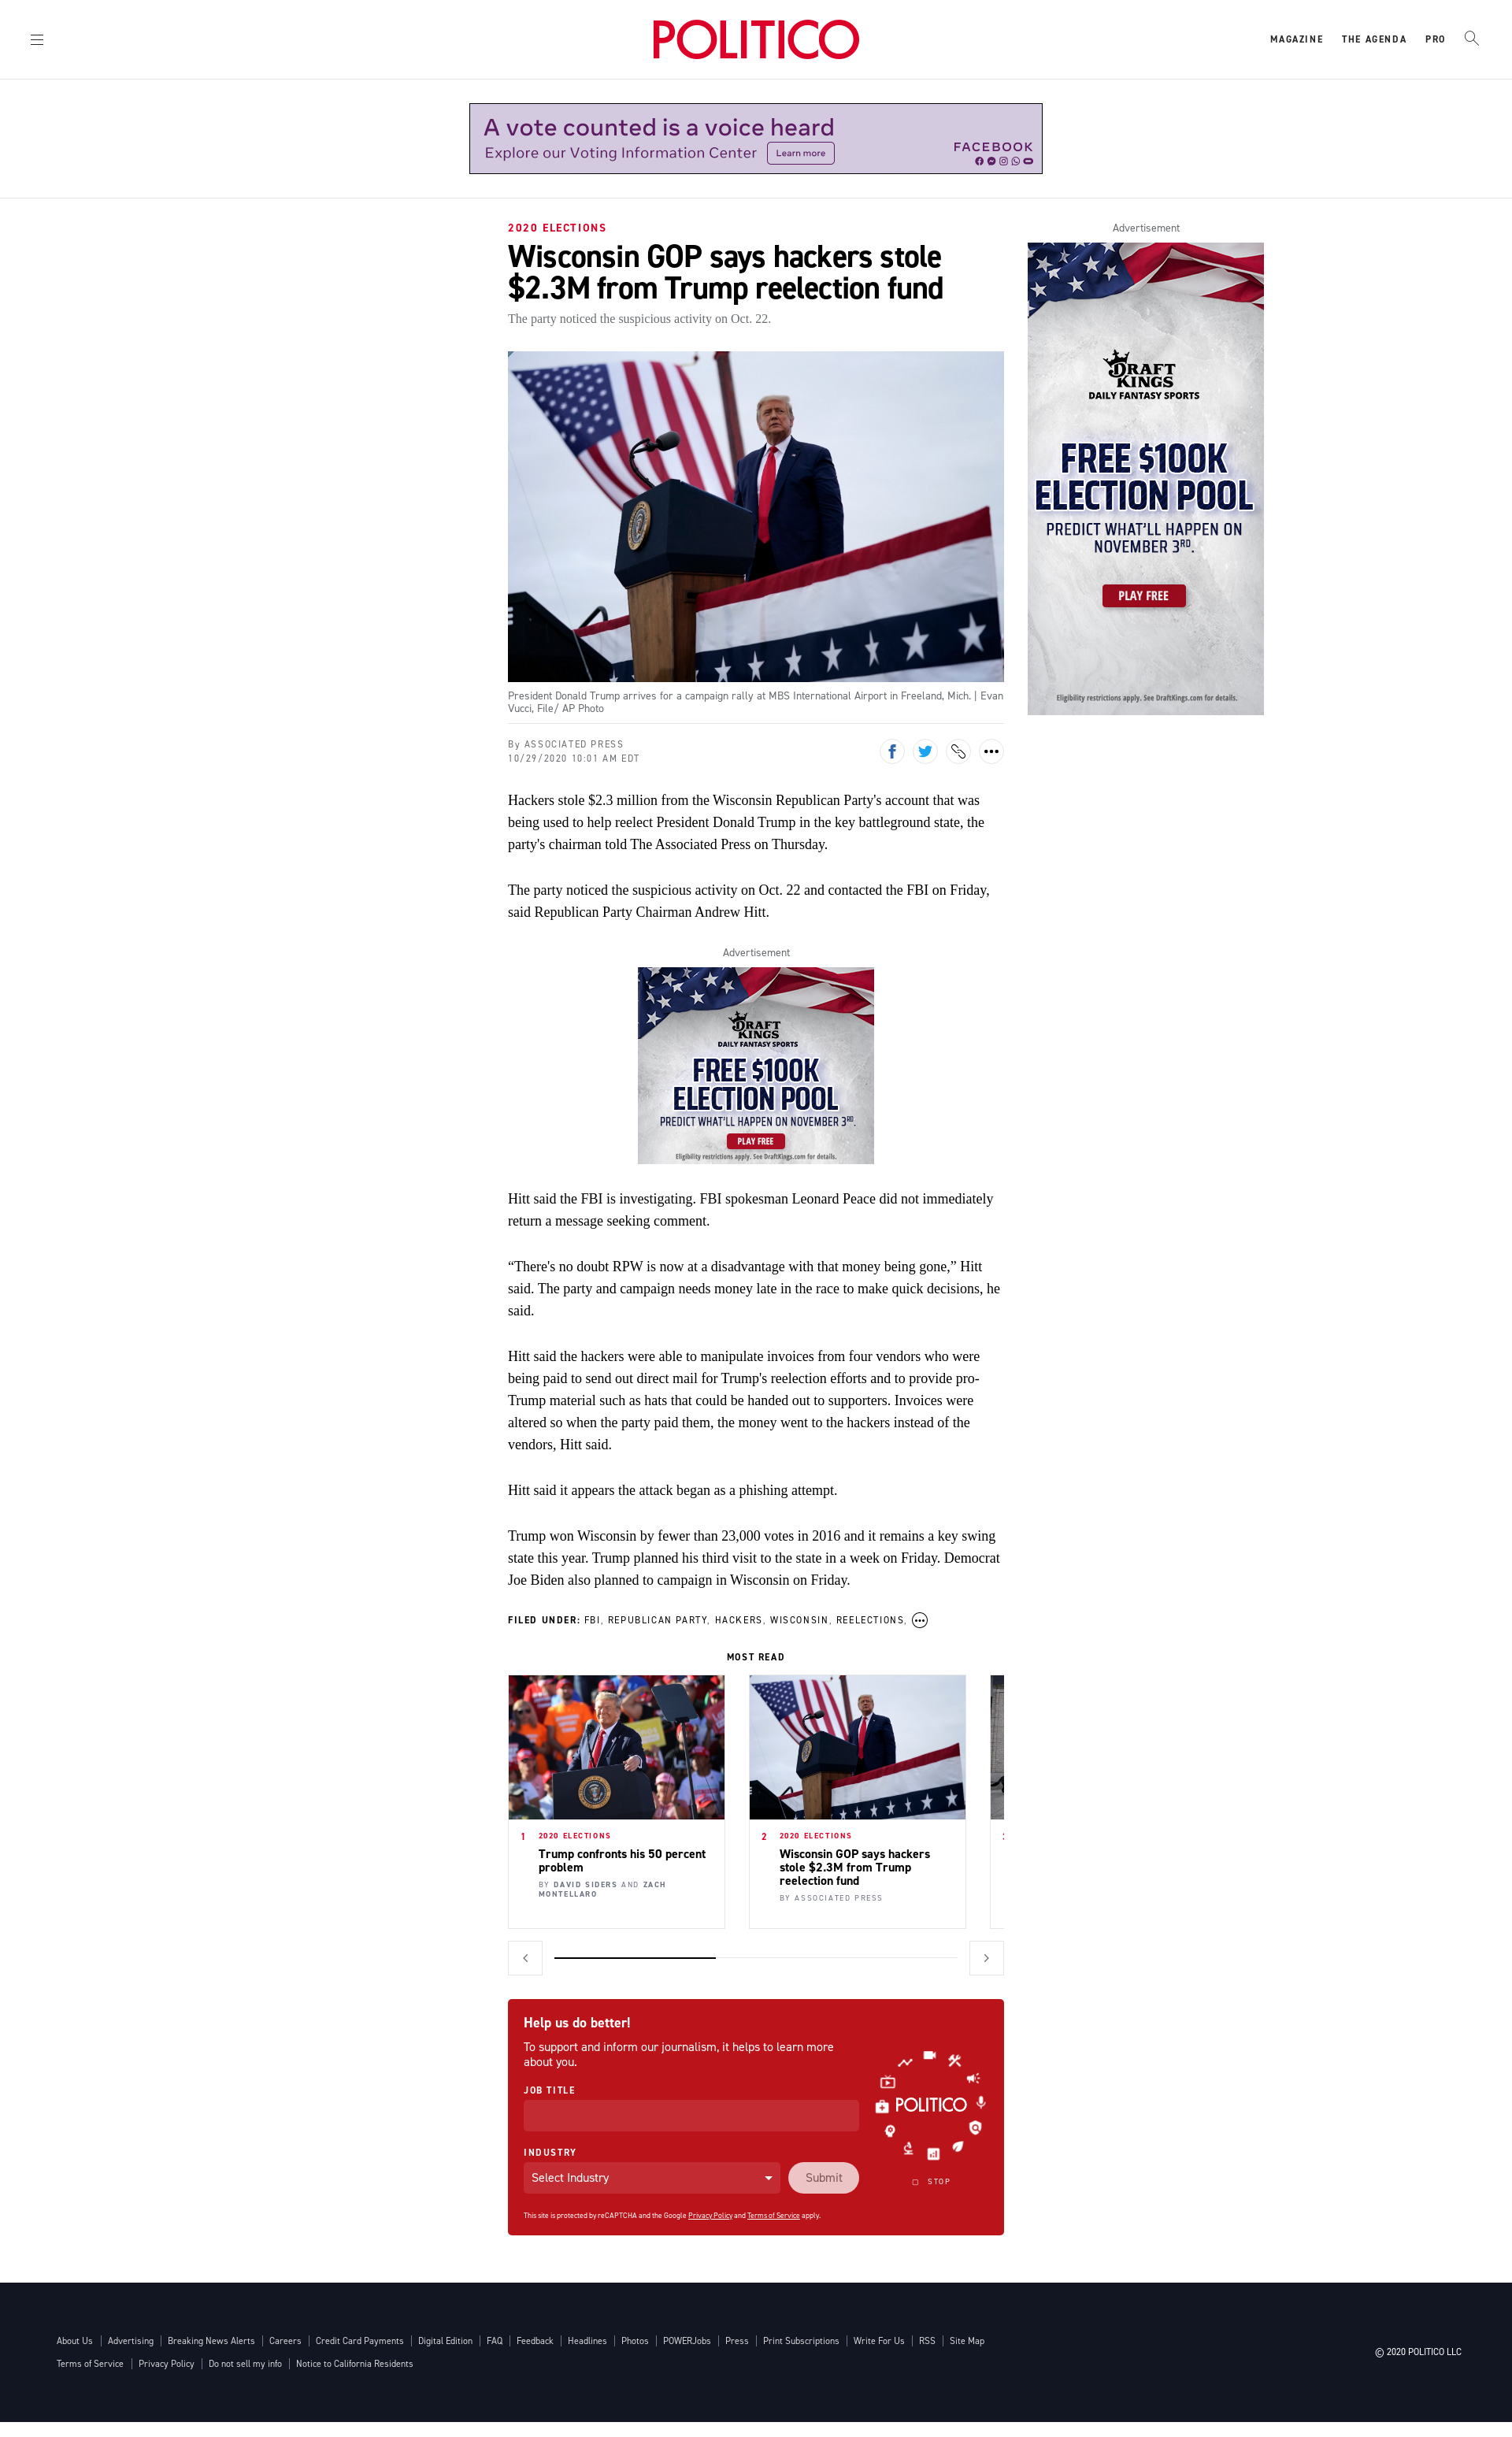 POLITICO
MAGAZINE
THE AGENDA
PRO
A vote counted is a voice heard
Explore our Voting Information Center
Learn more
FACEBOOK
2020 ELECTIONS
Wisconsin GOP says hackers stole
$2.3M from Trump reelection fund
The party noticed the suspicious activity on Oct. 22.
President Donald Trump arrives for a campaign rally at MBS International Airport in Freeland, Mich. | Evan
Vucci, File/ AP Photo
By ASSOCIATED PRESS
10/29/2020 10:01 AM EDT
Advertisement
DRAFT
KINGS
DAILY FANTASY SPORTS
FREE $100K
ELECTION POOL
PREDICT WHAT'LL HAPPEN ON
NOVEMBER 3RD.
PLAY FREE
Eligibility restrictions apply. See DraftKings.com for details.
Hackers stole $2.3 million from the Wisconsin Republican Party's account that was
being used to help reelect President Donald Trump in the key battleground state, the
party's chairman told The Associated Press on Thursday.
The party noticed the suspicious activity on Oct. 22 and contacted the FBI on Friday,
said Republican Party Chairman Andrew Hitt.
Advertisement
DRAFT
KINGS
DAILY FANTASY SPORTS
FREE $100K
ELECTION POOL
PREDICT WHAT'LL HAPPEN ON NOVEMBER 3RD.
PLAY FREE
Eligibility restrictions apply. See DraftKings.com for details.
Hitt said the FBI is investigating. FBI spokesman Leonard Peace did not immediately
return a message seeking comment.
“There's no doubt RPW is now at a disadvantage with that money being gone,” Hitt
said. The party and campaign needs money late in the race to make quick decisions, he
said.
Hitt said the hackers were able to manipulate invoices from four vendors who were
being paid to send out direct mail for Trump's reelection efforts and to provide pro-
Trump material such as hats that could be handed out to supporters. Invoices were
altered so when the party paid them, the money went to the hackers instead of the
vendors, Hitt said.
Hitt said it appears the attack began as a phishing attempt.
Trump won Wisconsin by fewer than 23,000 votes in 2016 and it remains a key swing
state this year. Trump planned his third visit to the state in a week on Friday. Democrat
Joe Biden also planned to campaign in Wisconsin on Friday.
FILED UNDER: FBI, REPUBLICAN PARTY, HACKERS, WISCONSIN, REELECTIONS,
MOST READ
1
2020 ELECTIONS
Trump confronts his 50 percent
problem
BY DAVID SIDERS AND ZACH
MONTELLARO
2
2020 ELECTIONS
Wisconsin GOP says hackers
stole $2.3M from Trump
reelection fund
BY ASSOCIATED PRESS
Help us do better!
To support and inform our journalism, it helps to learn more
about you.
JOB TITLE
INDUSTRY
Select Industry
Submit
POLITICO
STOP
This site is protected by reCAPTCHA and the Google Privacy Policy and Terms of Service apply.
About Us
Advertising
Breaking News Alerts
Careers
Credit Card Payments
Digital Edition
FAQ
Feedback
Headlines
Photos
POWERJobs
Press
Print Subscriptions
Write For Us
RSS
Site Map
Terms of Service
Privacy Policy
Do not sell my info
Notice to California Residents
© 2020 POLITICO LLC